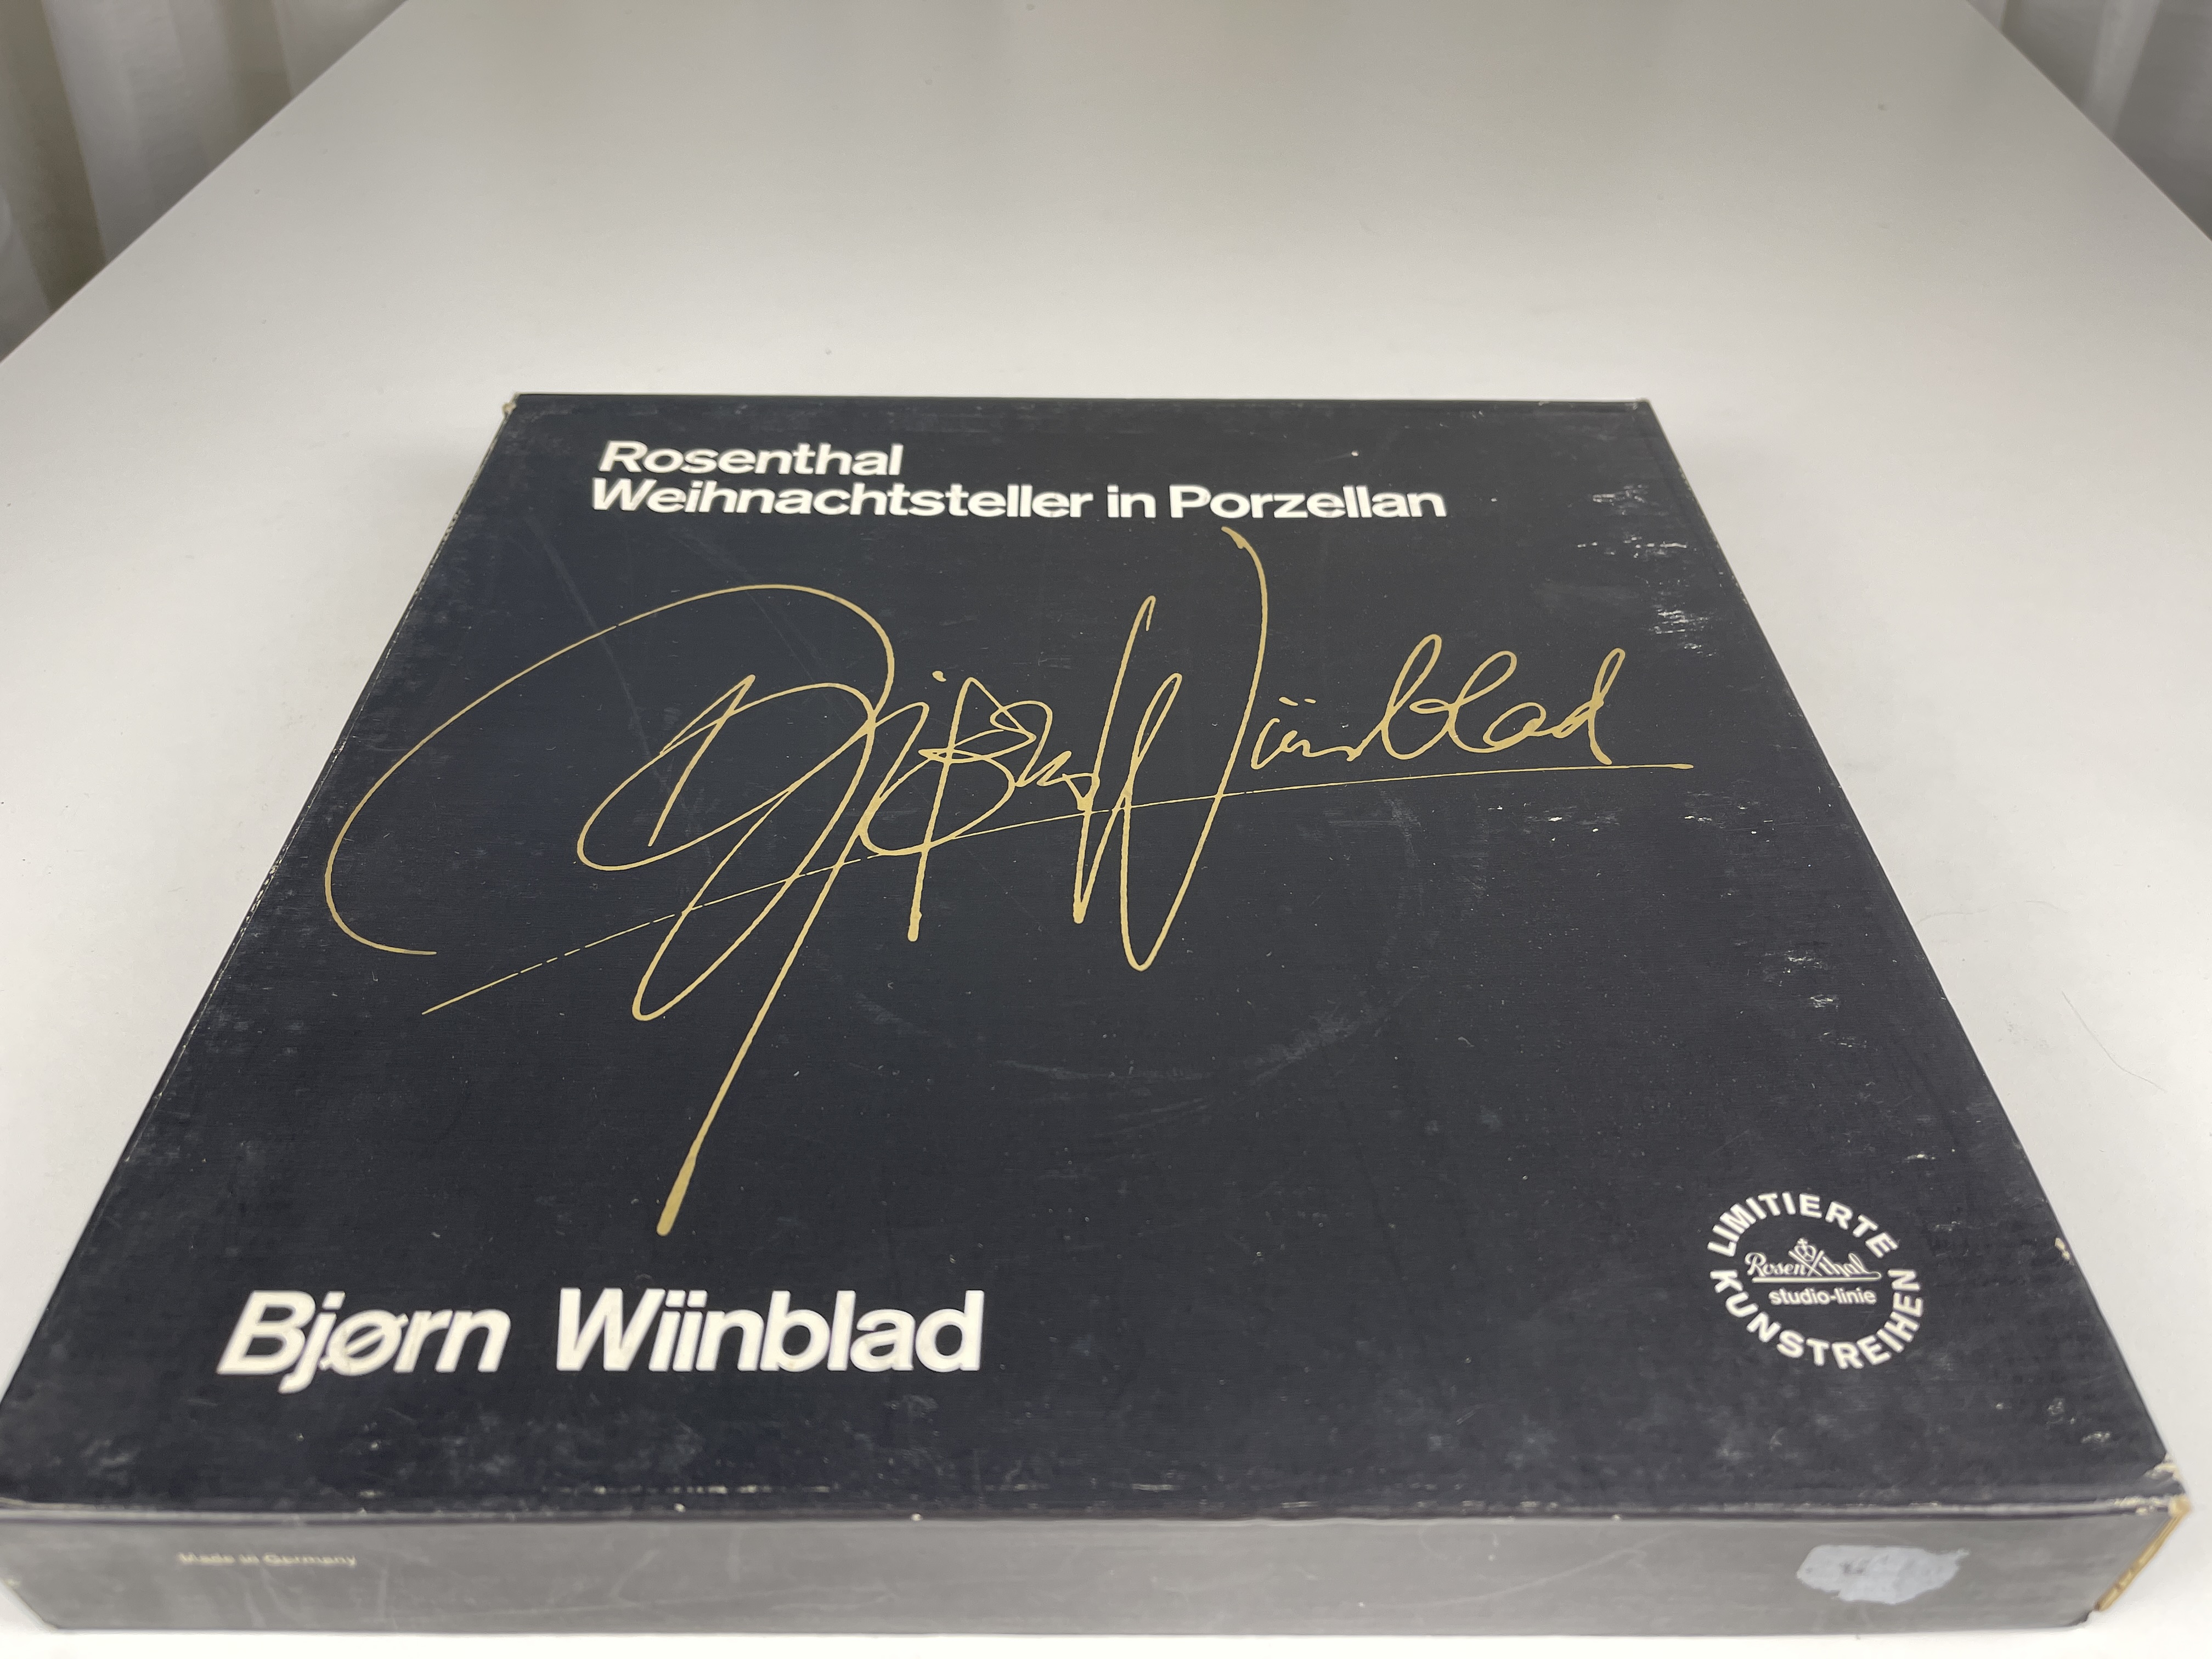 Rosenthal
Weihnachtsteller in Porzellan
Bjørn Wiinblad
Bjørn Wiinblad
LIMITIERTE
Rosenthal
studio-linie
KUNSTREIHEN
Made in Germany